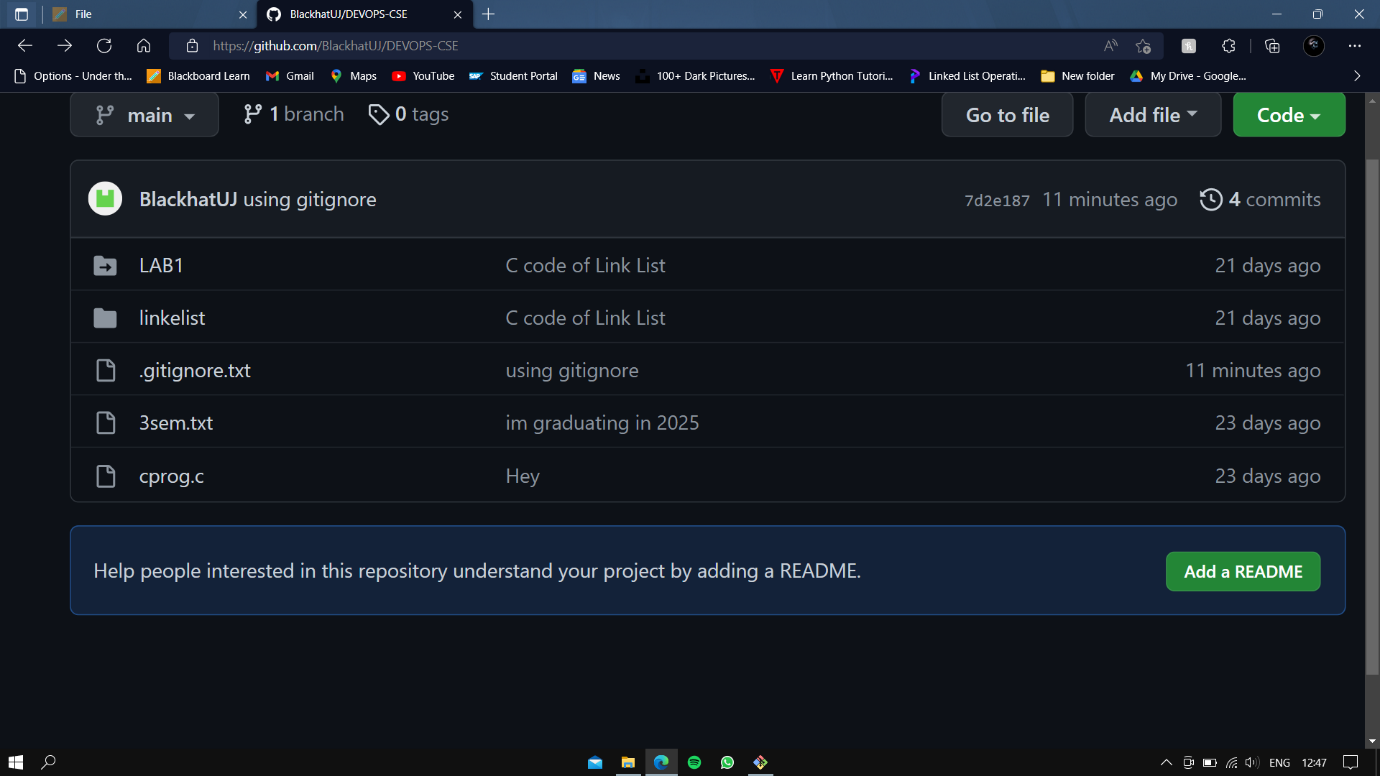 File
BlackhatUJ/DEVOPS-CSE
https://github.com/BlackhatUJ/DEVOPS-CSE
Options - Under th... Blackboard Learn Gmail Maps YouTube Student Portal News 100+ Dark Pictures... Learn Python Tutori... Linked List Operati... New folder My Drive - Google...
main 1 branch 0 tags Go to file Add file Code
BlackhatUJ using gitignore 7d2e187 11 minutes ago 4 commits
LAB1 C code of Link List 21 days ago
linkelist C code of Link List 21 days ago
.gitignore.txt using gitignore 11 minutes ago
3sem.txt im graduating in 2025 23 days ago
cprog.c Hey 23 days ago
Help people interested in this repository understand your project by adding a README. Add a README
ENG 12:47